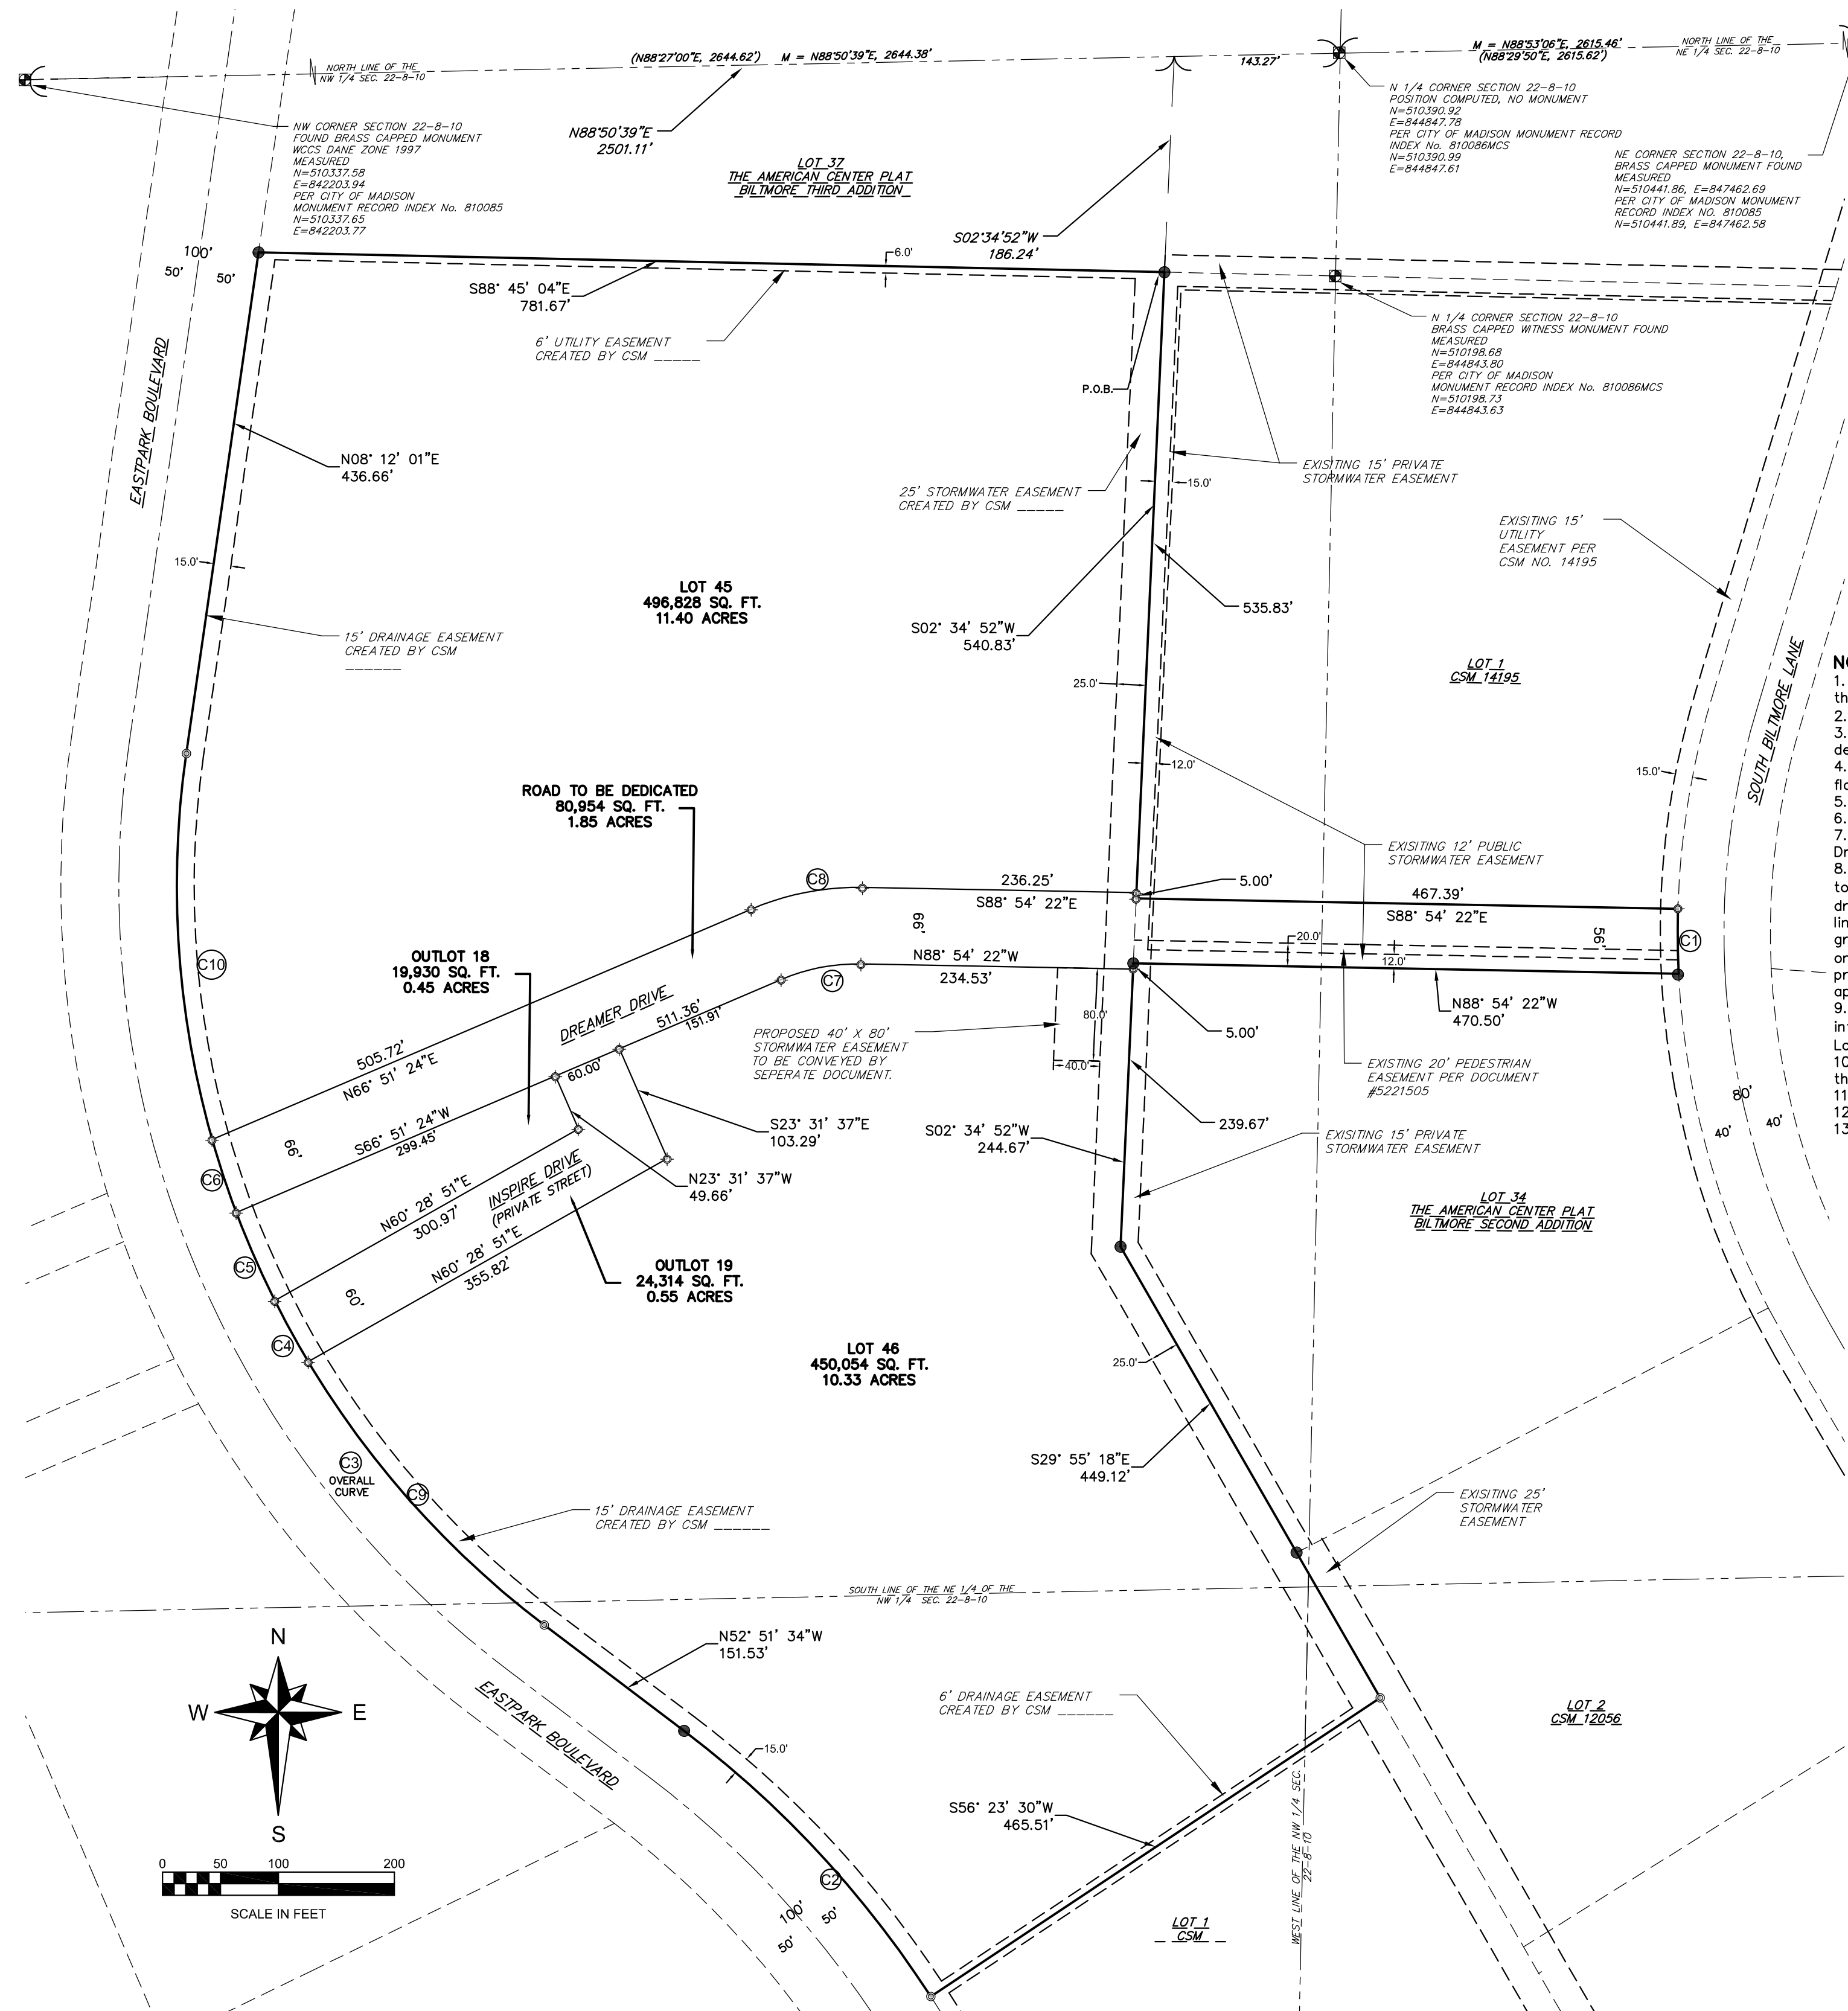 (N88°27'00"E, 2644.62')    M = N88°50'39"E, 2644.38'
M = N88°53'06"E, 2615.46'
(N88°29'50"E, 2615.62')
NORTH LINE OF THE
NE 1/4 SEC. 22-8-10
NORTH LINE OF THE
NW 1/4 SEC. 22-8-10
143.27'
NW CORNER SECTION 22-8-10
FOUND BRASS CAPPED MONUMENT
WCCS DANE ZONE 1997
MEASURED
N=510337.58
E=842203.94
PER CITY OF MADISON
MONUMENT RECORD INDEX No. 810085
N=510337.65
E=842203.77
N88°50'39"E
2501.11'
LOT 37
THE AMERICAN CENTER PLAT
BILTMORE THIRD ADDITION
N 1/4 CORNER SECTION 22-8-10
POSITION COMPUTED, NO MONUMENT
N=510390.92
E=844847.78
PER CITY OF MADISON MONUMENT RECORD
INDEX No. 810086MCS
N=510390.99
E=844847.61
NE CORNER SECTION 22-8-10,
BRASS CAPPED MONUMENT FOUND
MEASURED
N=510441.86, E=847462.69
PER CITY OF MADISON MONUMENT
RECORD INDEX NO. 810085
N=510441.89, E=847462.58
S02°34'52"W
186.24'
100'
50'
50'
6.0'
S88° 45' 04"E
781.67'
6' UTILITY EASEMENT
CREATED BY CSM _____
N 1/4 CORNER SECTION 22-8-10
BRASS CAPPED WITNESS MONUMENT FOUND
MEASURED
N=510198.68
E=844843.80
PER CITY OF MADISON
MONUMENT RECORD INDEX No. 810086MCS
N=510198.73
E=844843.63
P.O.B.
EASTPARK BOULEVARD
N08° 12' 01"E
436.66'
EXISITING 15' PRIVATE
STORMWATER EASEMENT
25' STORMWATER EASEMENT
CREATED BY CSM _____
15.0'
EXISITING 15'
UTILITY
EASEMENT PER
CSM NO. 14195
15.0'
LOT 45
496,828 SQ. FT.
11.40 ACRES
535.83'
15' DRAINAGE EASEMENT
CREATED BY CSM
______
S02° 34' 52"W
540.83'
LOT 1
CSM 14195
25.0'
SOUTH BILTMORE LANE
12.0'
15.0'
ROAD TO BE DEDICATED
80,954 SQ. FT.
1.85 ACRES
EXISITING 12' PUBLIC
STORMWATER EASEMENT
C8
236.25'
S88° 54' 22"E
5.00'
467.39'
S88° 54' 22"E
66'
56'
C1
20.0'
12.0'
C10
OUTLOT 18
19,930 SQ. FT.
0.45 ACRES
N88° 54' 22"W
234.53'
C7
N88° 54' 22"W
470.50'
DREAMER DRIVE
511.36'
151.91'
PROPOSED 40' X 80'
STORMWATER EASEMENT
TO BE CONVEYED BY
SEPERATE DOCUMENT.
80.0'
40.0'
5.00'
EXISTING 20' PEDESTRIAN
EASEMENT PER DOCUMENT
#5221505
505.72'
N66° 51' 24"E
60.00'
80'
40'
40'
S66° 51' 24"W
299.45'
66'
S23° 31' 37"E
103.29'
239.67'
S02° 34' 52"W
244.67'
EXISITING 15' PRIVATE
STORMWATER EASEMENT
C6
N23° 31' 37"W
49.66'
N60° 28' 51"E
300.97'
INSPIRE DRIVE
(PRIVATE STREET)
LOT 34
THE AMERICAN CENTER PLAT
BILTMORE SECOND ADDITION
C5
N60° 28' 51"E
355.82'
OUTLOT 19
24,314 SQ. FT.
0.55 ACRES
60'
C4
LOT 46
450,054 SQ. FT.
10.33 ACRES
25.0'
C3
OVERALL
CURVE
C9
S29° 55' 18"E
449.12'
15' DRAINAGE EASEMENT
CREATED BY CSM ______
EXISITING 25'
STORMWATER
EASEMENT
SOUTH LINE OF THE NE 1/4 OF THE
NW 1/4 SEC. 22-8-10
N
W
E
S
N52° 51' 34"W
151.53'
EASTPARK BOULEVARD
6' DRAINAGE EASEMENT
CREATED BY CSM ______
LOT 2
CSM 12056
15.0'
S56° 23' 30"W
465.51'
WEST LINE OF THE NW 1/4 SEC.
22-8-10
0 50 100 200
SCALE IN FEET
C2
100'
50'
50'
LOT 1
_ CSM _
1.
th
2.
3.
de
4.
flo
5.
6.
7.
Dr
8.
to
dr
lin
gr
on
pr
ap
9.
int
Lo
10
th
11
12
13